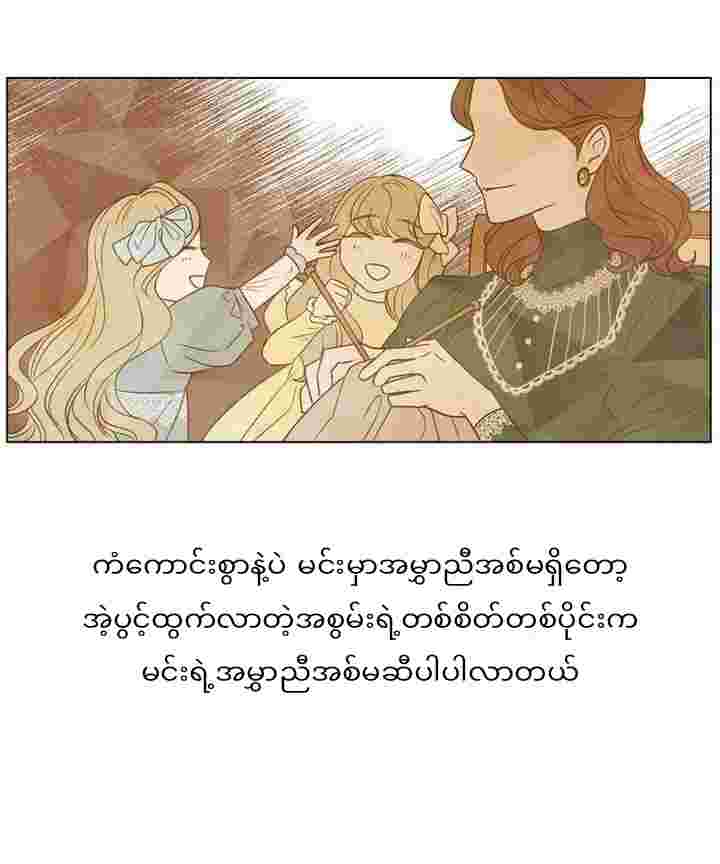 ကံကောင်းစွာနဲ့ပဲ မင်းမှာအမွှာညီအစ်မရှိတော့
အဲ့ပွင့်ထွက်လာတဲ့အစွမ်းရဲ့တစ်စိတ်တစ်ပိုင်းက
မင်းရဲ့အမွှာညီအစ်မဆီပါပါလာတယ်